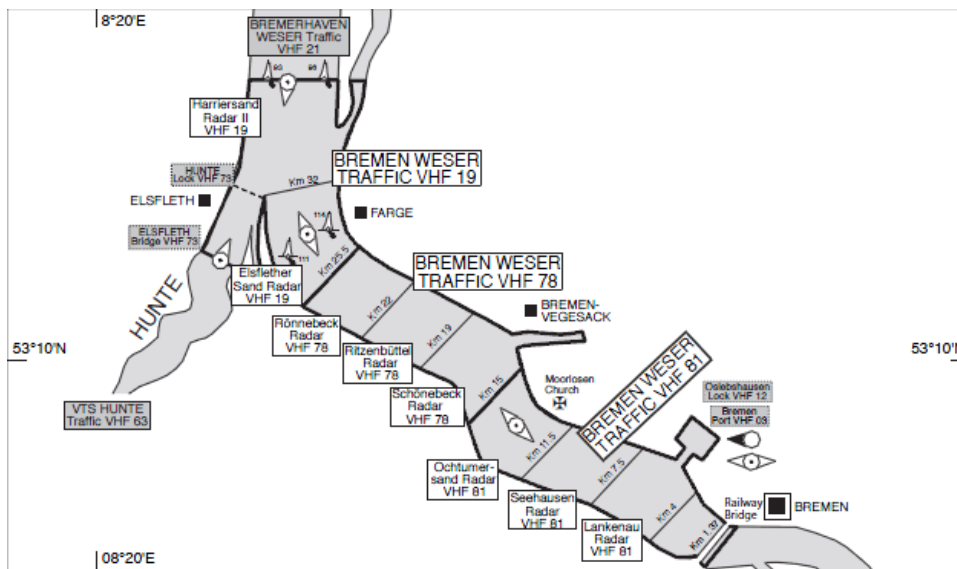 8°20'E
BREMERHAVEN
WESER Traffic
VHF 21
93
96
Harriersand
Radar II
VHF 19
BREMEN WESER
TRAFFIC VHF 19
HUNTE
Lock VHF 73
Km 32
ELSFLETH
FARGE
114
ELSFLETH
Bridge VHF 73
111
Km 25.5
Elsflether
Sand Radar
VHF 19
BREMEN WESER
TRAFFIC VHF 78
HUNTE
Km 22
BREMEN-
VEGESACK
Rönnebeck
Radar
VHF 78
Km 19
53°10'N
53°10'N
Ritzenbüttel
Radar
VHF 78
Km 15
Moorlosen
Church
BREMEN WESER
TRAFFIC VHF 81
Schönebeck
Radar
VHF 78
Oslebshausen
Lock VHF 12
VTS HUNTE
Traffic VHF 63
Bremen
Port VHF 03
Km 11.5
Km 7.5
Ochtumer-
sand Radar
VHF 81
Seehausen
Radar
VHF 81
Km 4
Railway
Bridge
BREMEN
Lankenau
Radar
VHF 81
Km 1.37
08°20'E